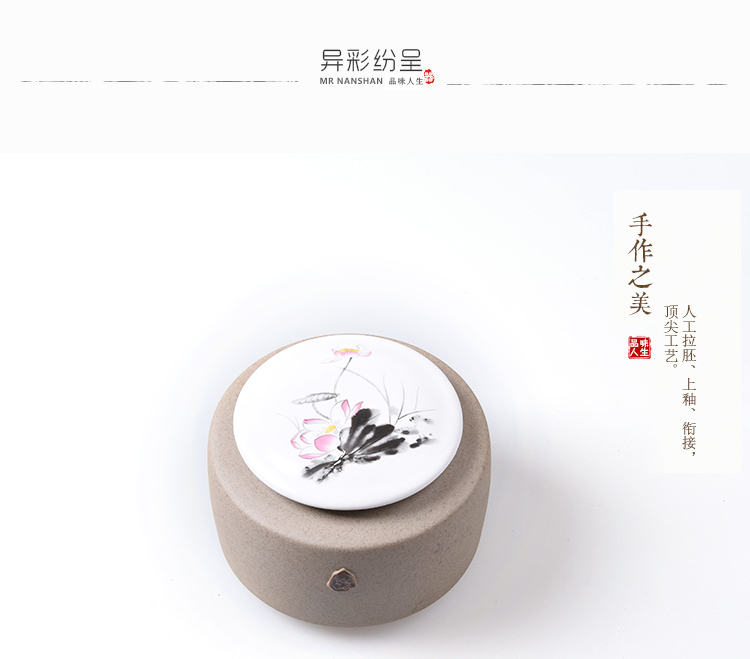 异彩纷呈
MR NANSHAN 品味人生
手作之美
品味人生
人工拉胚、上釉、衔接，
顶尖工艺。